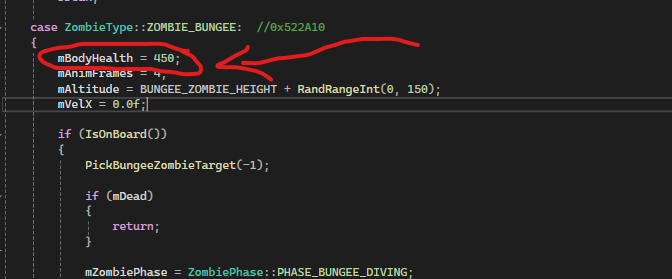 case ZombieType::ZOMBIE_BUNGEE:  //0x522A10
{
mBodyHealth = 450;
mAnimFrames = 4;
mAltitude = BUNGEE_ZOMBIE_HEIGHT + RandRangeInt(0, 150);
mVelX = 0.0f;
if (IsOnBoard())
{
PickBungeeZombieTarget(-1);
if (mDead)
{
return;
}
mZombiePhase = ZombiePhase::PHASE_BUNGEE_DIVING;